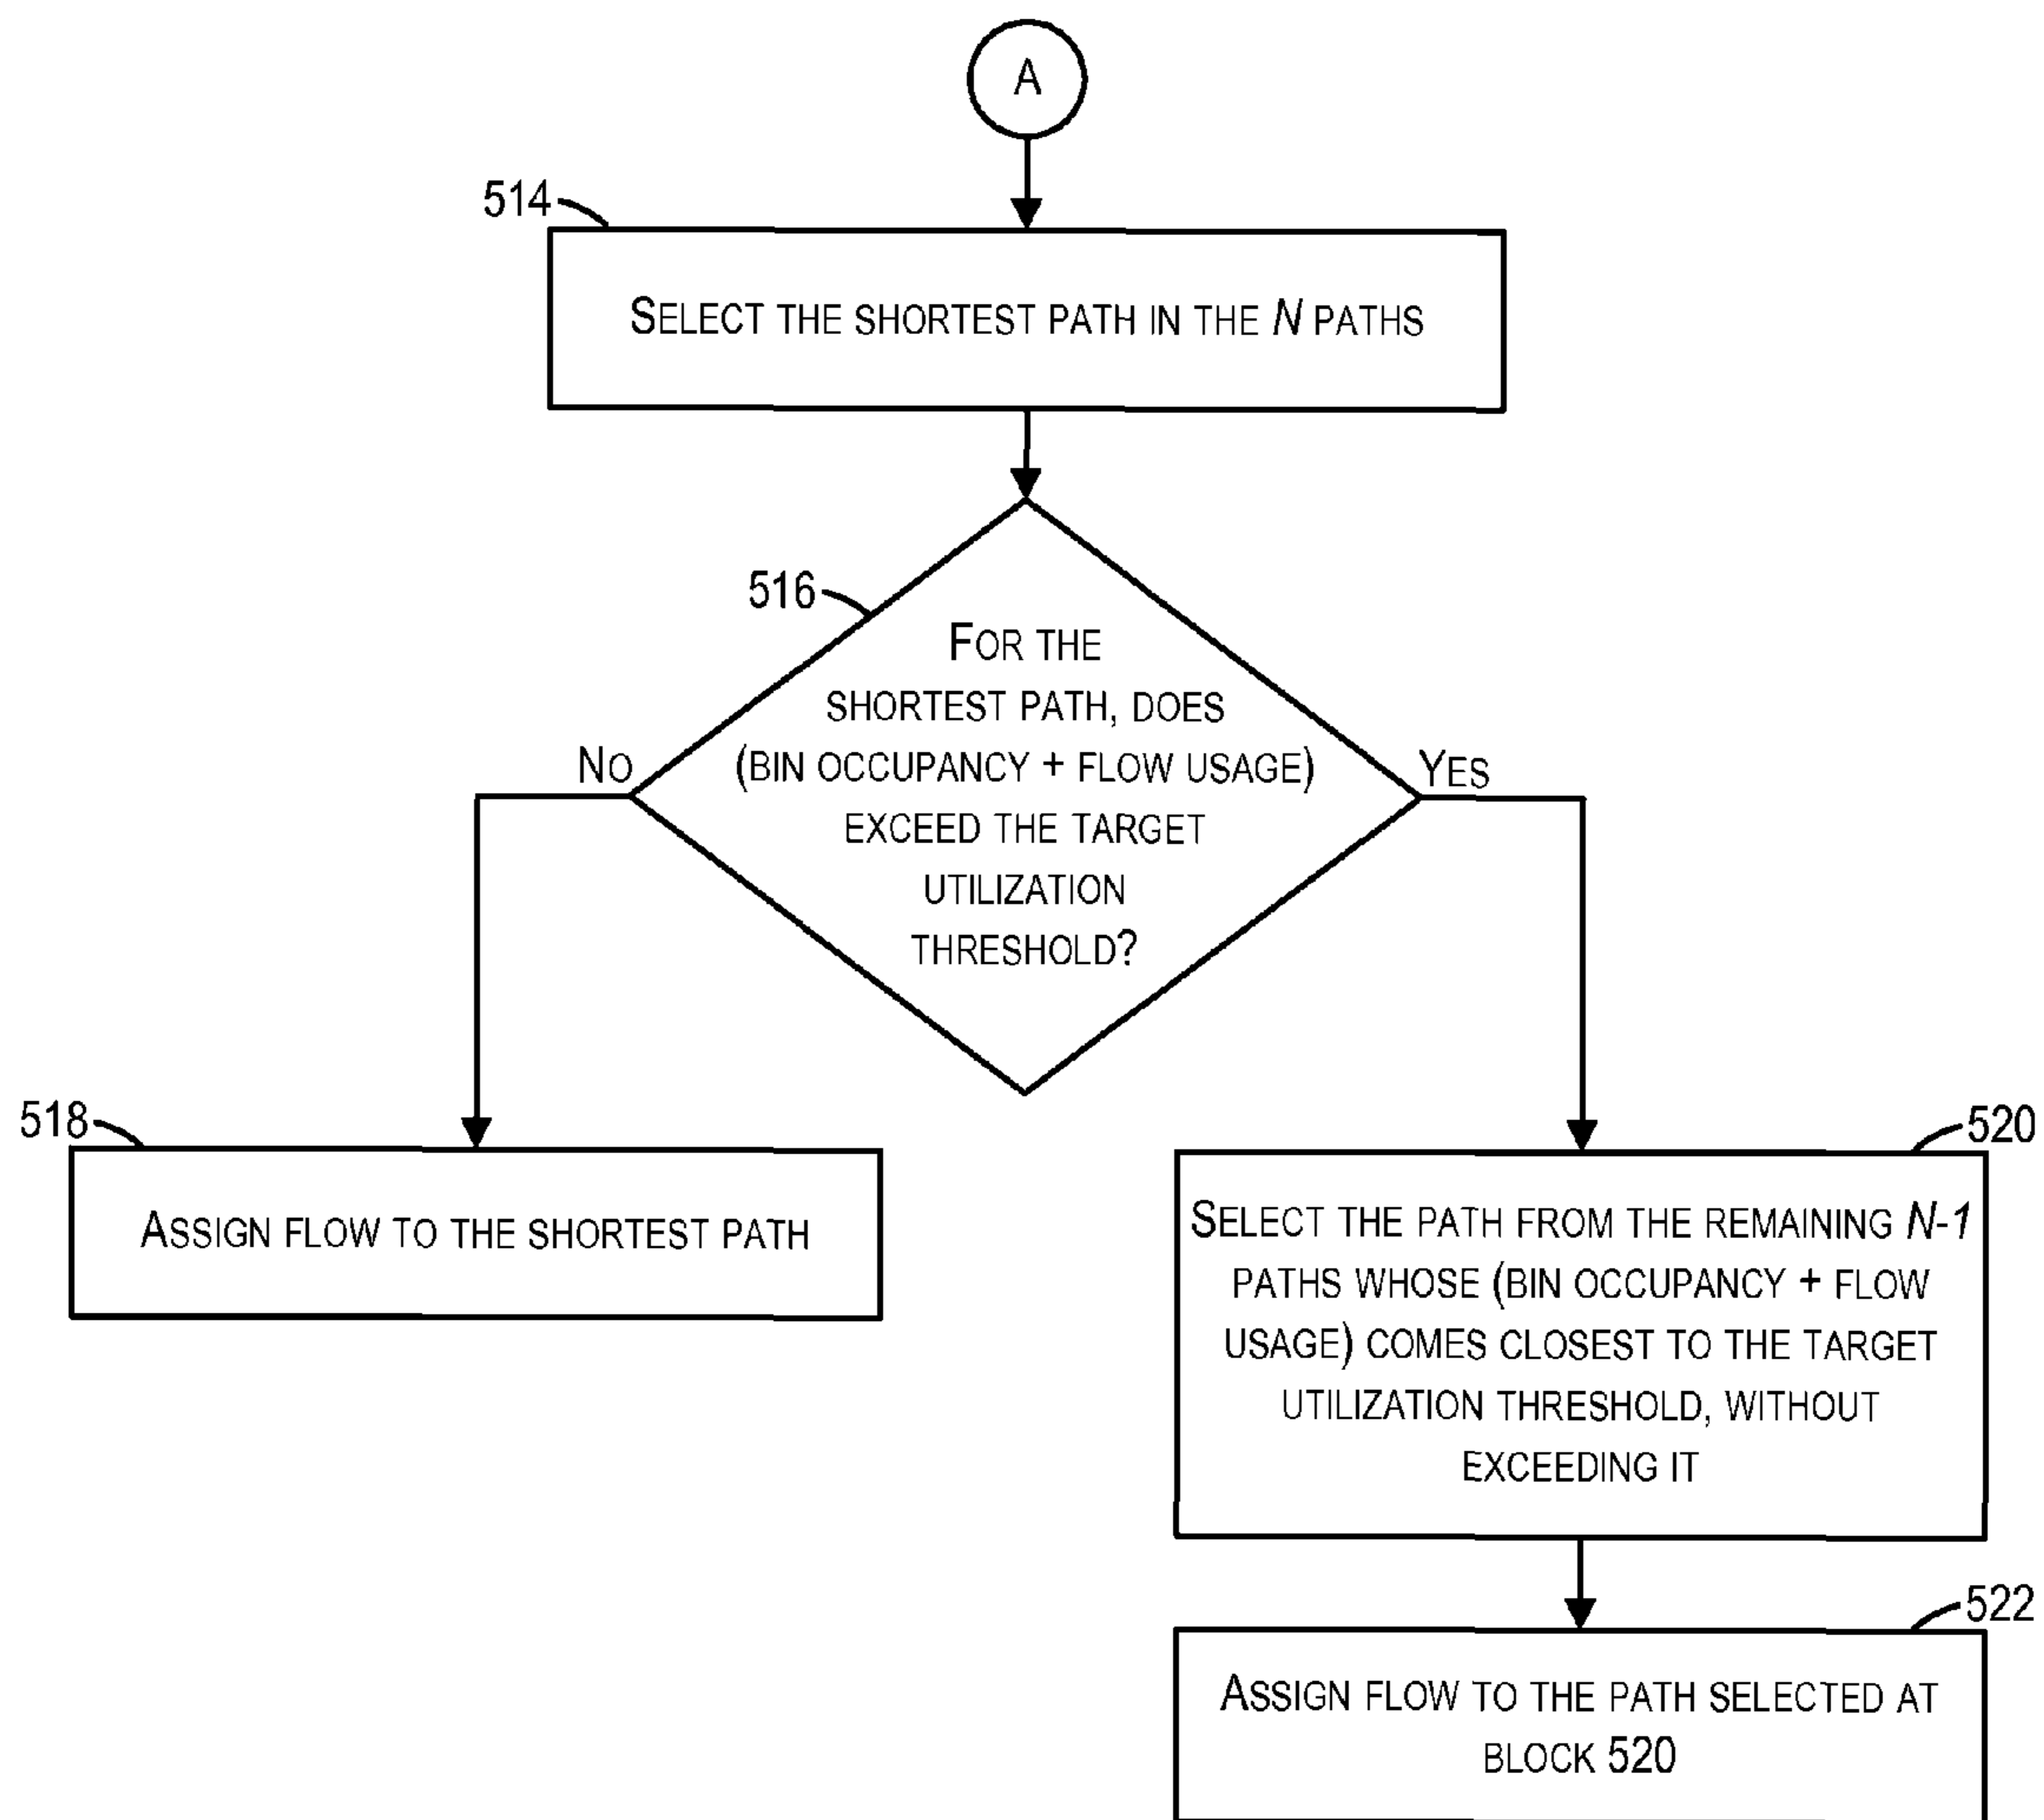 A
514
SELECT THE SHORTEST PATH IN THE N PATHS
516
FOR THE
SHORTEST PATH, DOES
(BIN OCCUPANCY + FLOW USAGE)
EXCEED THE TARGET
UTILIZATION
THRESHOLD?
NO
YES
518
ASSIGN FLOW TO THE SHORTEST PATH
520
SELECT THE PATH FROM THE REMAINING N-1
PATHS WHOSE (BIN OCCUPANCY + FLOW
USAGE) COMES CLOSEST TO THE TARGET
UTILIZATION THRESHOLD, WITHOUT
EXCEEDING IT
522
ASSIGN FLOW TO THE PATH SELECTED AT
BLOCK 520